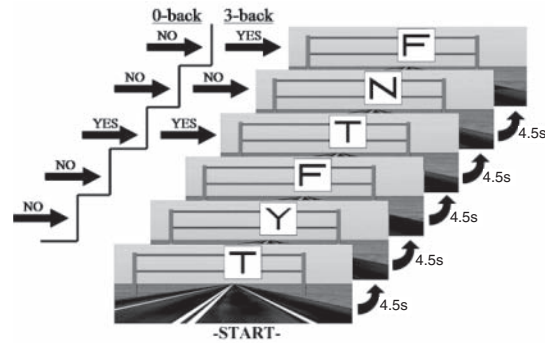 0-back 3-back
NO YES F
NO NO N
4.5s
YES YES T
4.5s
NO F
4.5s
NO Y
4.5s
T
4.5s
-START-